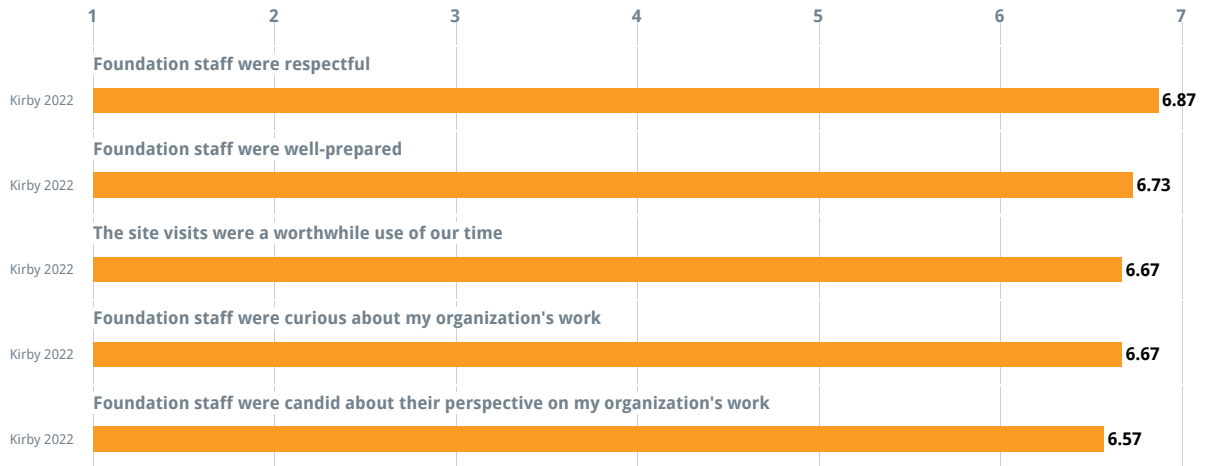 1 2 3 4 5 6 7
Foundation staff were respectful
Kirby 2022 6.87
Foundation staff were well-prepared
Kirby 2022 6.73
The site visits were a worthwhile use of our time
Kirby 2022 6.67
Foundation staff were curious about my organization's work
Kirby 2022 6.67
Foundation staff were candid about their perspective on my organization's work
Kirby 2022 6.57